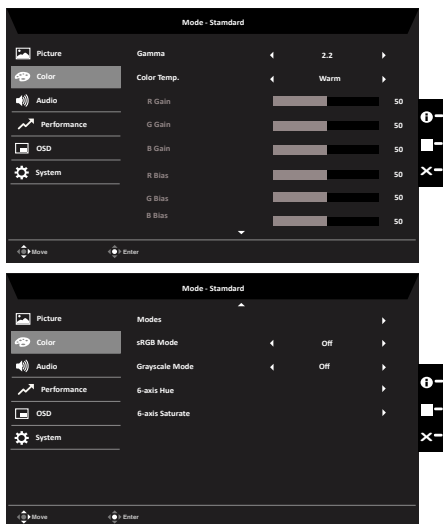 Mode - Stamdard
Picture
Gamma 2.2
Color
Color Temp. Warm
Audio
R Gain 50
Performance
G Gain 50
OSD
B Gain 50
System
R Bias 50
G Bias 50
B Bias 50
Move Enter
Mode - Stamdard
Picture
Modes
Color
sRGB Mode Off
Audio
Grayscale Mode Off
Performance
6-axis Hue
OSD
6-axis Saturate
System
Move Enter